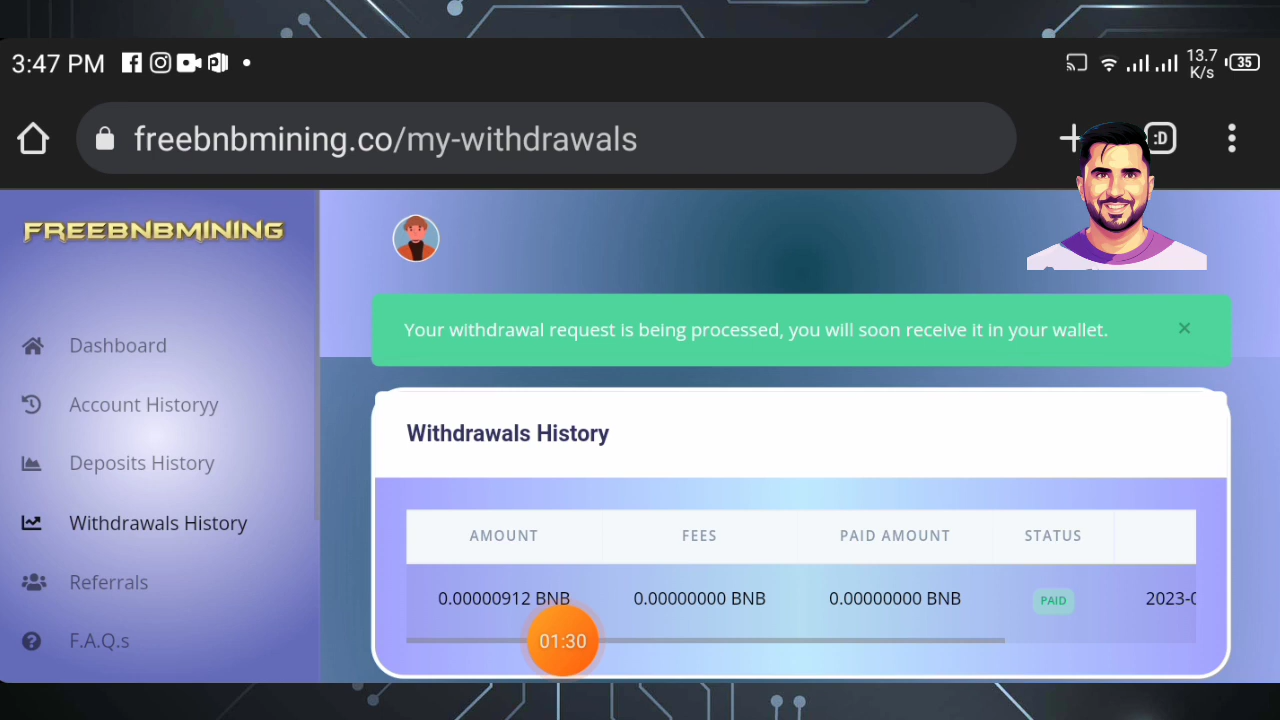 3:47 PM
13.7
K/s
35
freebnbmining.co/my-withdrawals
:D
FREEBNBMINING
Your withdrawal request is being processed, you will soon receive it in your wallet.
×
Dashboard
Account Historyy
Deposits History
Withdrawals History
Referrals
F.A.Q.s
Withdrawals History
AMOUNT FEES PAID AMOUNT STATUS
0.00000912 BNB 0.00000000 BNB 0.00000000 BNB PAID 2023-0
01:30